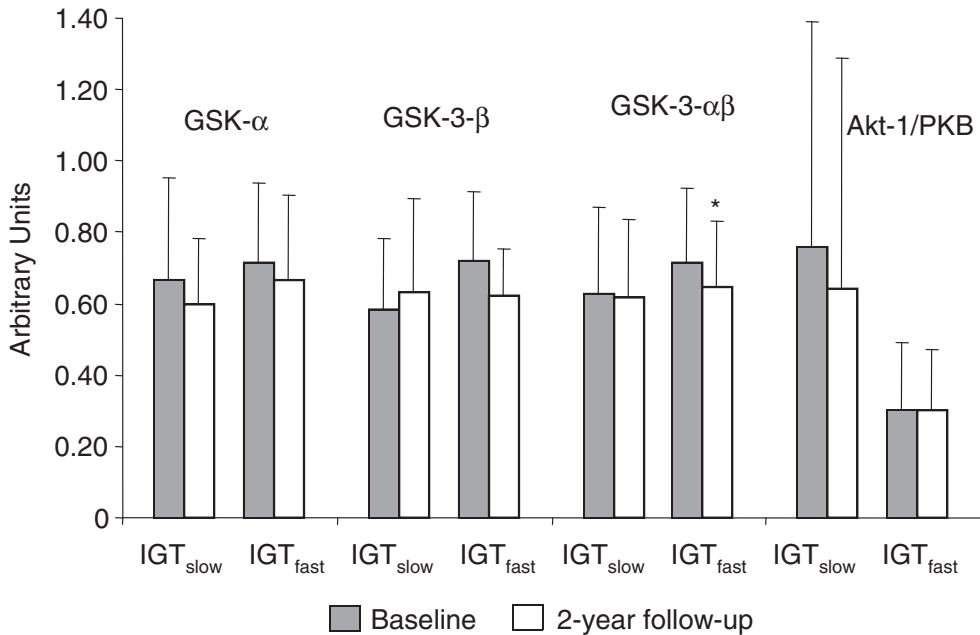 1.40
1.20
1.00
0.80
0.60
0.40
0.20
0
Arbitrary Units
GSK-α
GSK-3-β
GSK-3-αβ
Akt-1/PKB
*
IGTslow IGTfast IGTslow IGTfast IGTslow IGTfast IGTslow IGTfast
Baseline 2-year follow-up